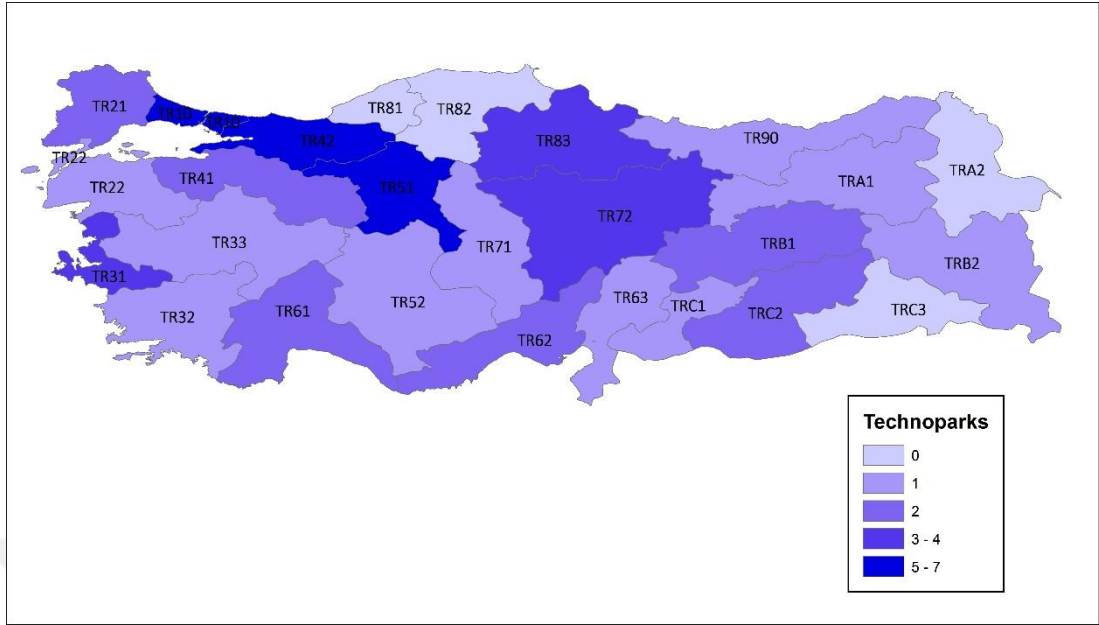 TR21
TR10
TR10
TR81
TR82
TR42
TR83
TR90
TR22
TR22
TR41
TR51
TRA1
TRA2
TR72
TR33
TR71
TRB1
TRB2
TR31
TR32
TR61
TR52
TR63
TRC1
TRC2
TRC3
TR62
Technoparks
0
1
2
3 - 4
5 - 7